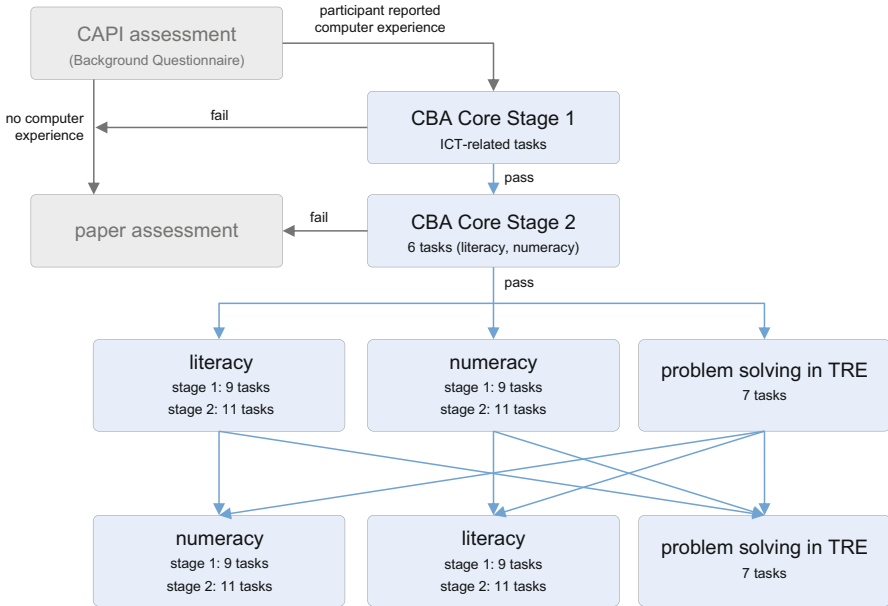 CAPI assessment
(Background Questionnaire)
participant reported
computer experience
no computer
experience
fail
CBA Core Stage 1
ICT-related tasks
pass
paper assessment
fail
CBA Core Stage 2
6 tasks (literacy, numeracy)
pass
literacy
stage 1: 9 tasks
stage 2: 11 tasks
numeracy
stage 1: 9 tasks
stage 2: 11 tasks
problem solving in TRE
7 tasks
numeracy
stage 1: 9 tasks
stage 2: 11 tasks
literacy
stage 1: 9 tasks
stage 2: 11 tasks
problem solving in TRE
7 tasks